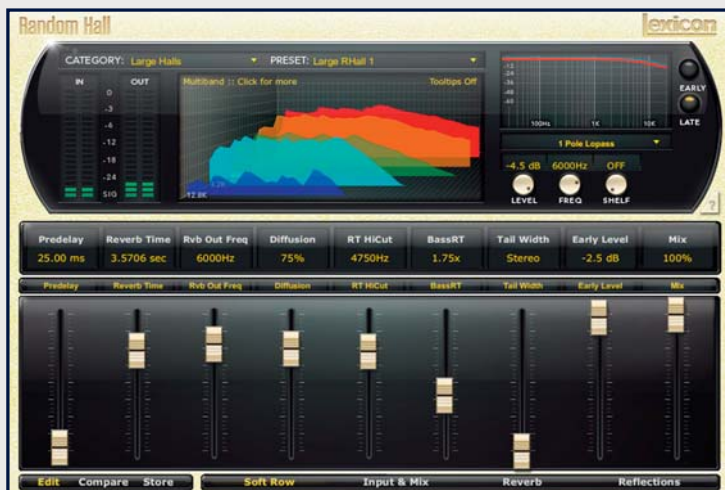 Random Hall
lexicon
CATEGORY: Large Halls PRESET: Large RHall 1
IN OUT
0
-3
-6
-12
-18
-24
SIG
Multiband :: Click for more Tooltips Off
-12.8K
-12
-24
-36
-48
-60
100Hz 1K 10K
EARLY
LATE
1 Pole Lopass
-4.5 dB 6000Hz OFF
LEVEL FREQ SHELF
?
Predelay Reverb Time Rvb Out Freq Diffusion RT HiCut BassRT Tail Width Early Level Mix
25.00 ms 3.5706 sec 6000Hz 75% 4750Hz 1.75x Stereo -2.5 dB 100%
Predelay Reverb Time Rvb Out Freq Diffusion RT HiCut BassRT Tail Width Early Level Mix
Edit Compare Store Soft Row Input & Mix Reverb Reflections